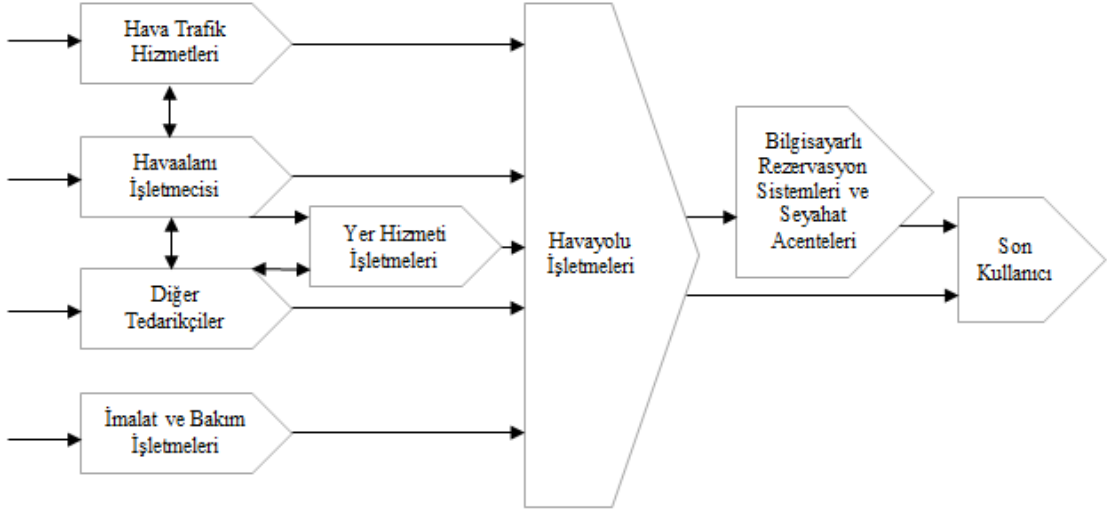 Hava Trafik
Hizmetleri
Havaalanı
İşletmecisi
Yer Hizmeti
İşletmeleri
Diğer
Tedarikçiler
İmalat ve Bakım
İşletmeleri
Havayolu
İşletmeleri
Bilgisayarlı
Rezervasyon
Sistemleri ve
Seyahat
Acenteleri
Son
Kullanıcı